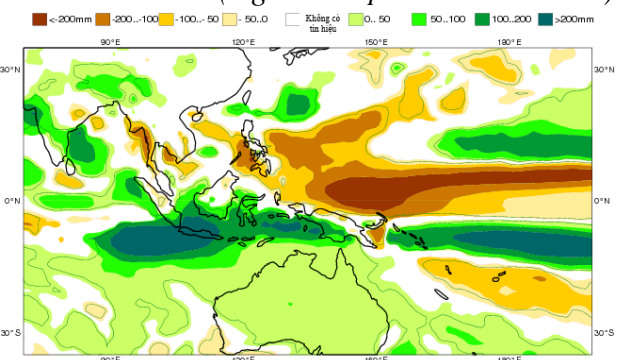 <-200mm -200..-100 -100..- 50 - 50..0 Không có tín hiệu 0.. 50 50..100 100..200 >200mm
90°E 120°E 150°E 180°E
30°N 30°N
0°N 0°N
30°S 30°S